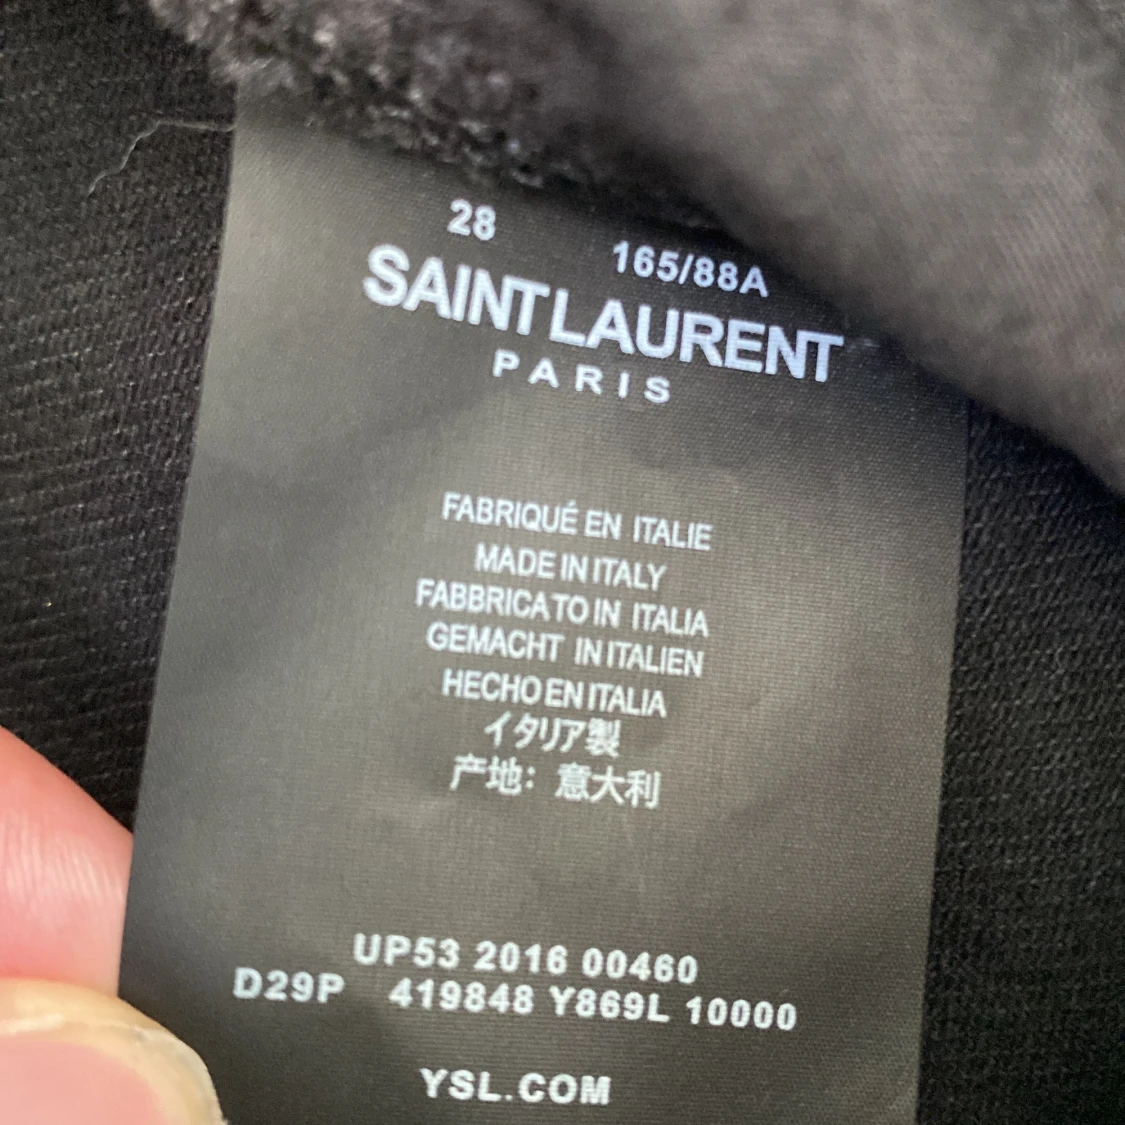 28 165/88A
SAINT LAURENT
PARIS
FABRIQUÉ EN ITALIE
MADE IN ITALY
FABBRICATO IN ITALIA
GEMACHT IN ITALIEN
HECHO EN ITALIA
イタリア製
产地：意大利
UP53 2016 00460
D29P 419848 Y869L 10000
YSL.COM